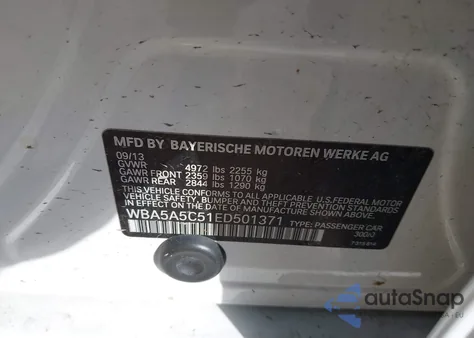 MFD BY BAYERISCHE MOTOREN WERKE AG
09/13
GVWR 4972 lbs 2255 kg
GAWR FRONT 2359 lbs 1070 kg
GAWR REAR 2844 lbs 1290 kg
THIS VEHICLE CONFORMS TO ALL APPLICABLE U.S. FEDERAL MOTOR
VEHICLE SAFETY, BUMPER, AND THEFT PREVENTION STANDARDS IN
EFFECT ON THE DATE OF MANUFACTURE SHOWN ABOVE.
WBA5A5C51ED501371 TYPE: PASSENGER CAR
autoSnap